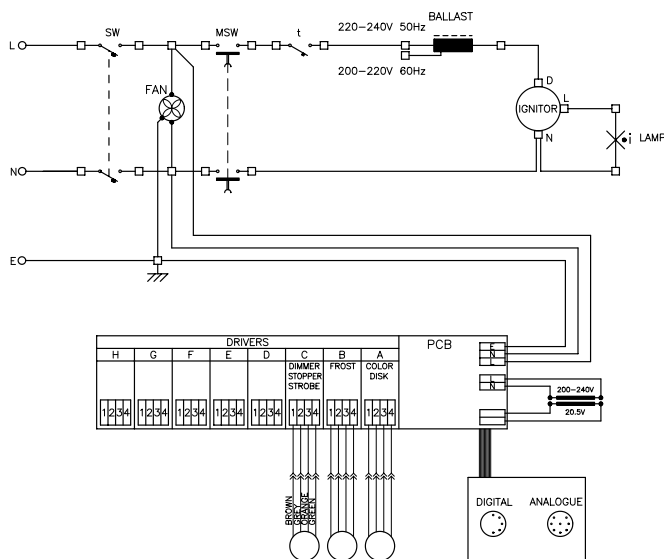 BALLAST
SW
MSW
t
220-240V 50Hz
L
200-220V 60Hz
D
FAN
L
IGNITOR
i LAMP
N
N
E
DRIVERS
PCB
H G F E D C B A
DIMMER STOPPER STROBE
FROST
COLOR DISK
E
N
L
L
N
200-240V
20.5V
1234 1234 1234 1234 1234 1234 1234 1234
BROWN
GREY
ORANGE
GREEN
DIGITAL
ANALOGUE